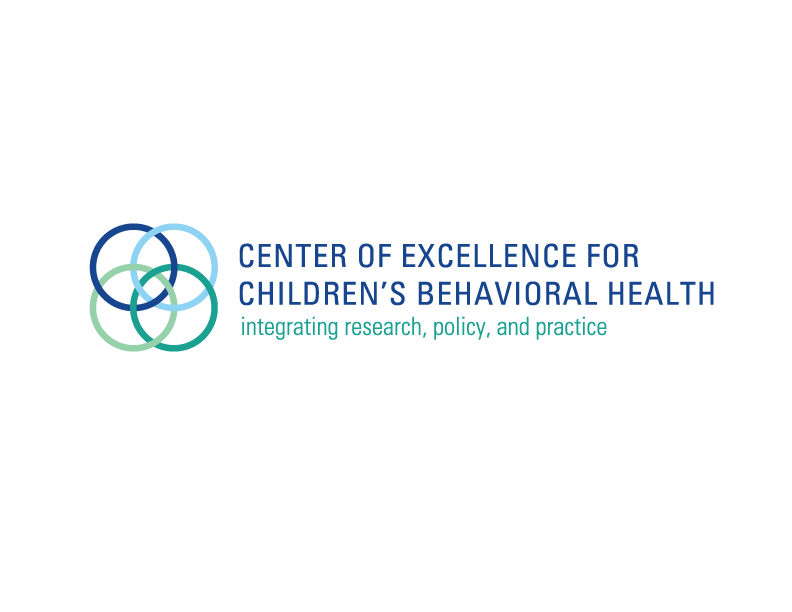 CENTER OF EXCELLENCE FOR
CHILDREN’S BEHAVIORAL HEALTH
integrating research, policy, and practice